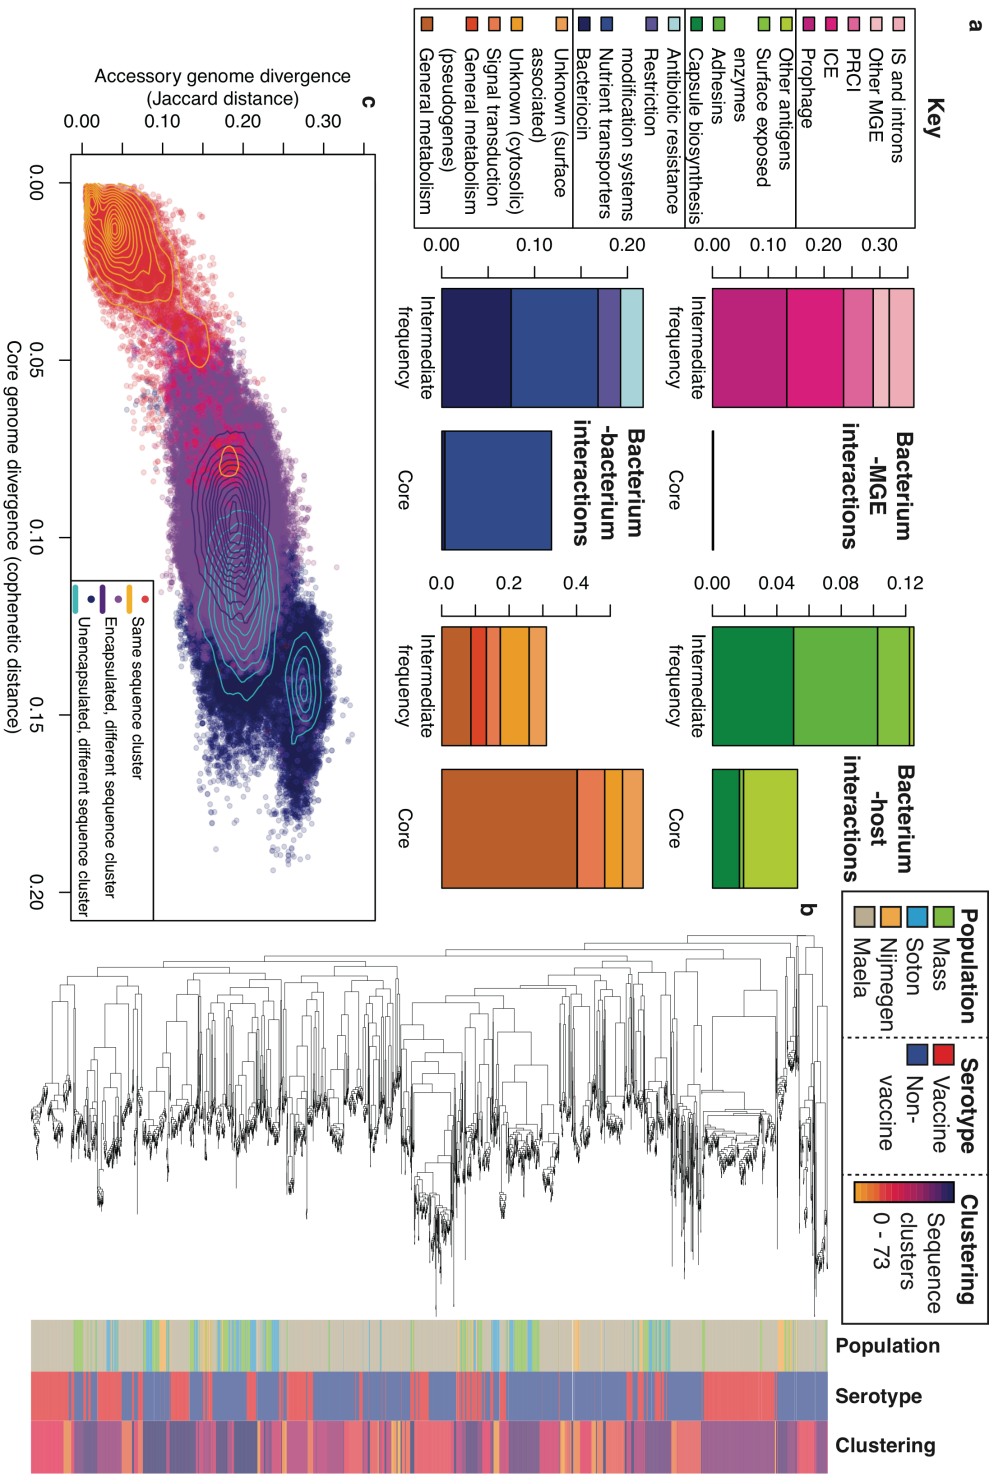 a
Key
IS and introns
Other MGE
PRCI
ICE
Prophage
Other antigens
Surface exposed
enzymes
Adhesins
Capsule biosynthesis
Antibiotic resistance
Restriction
modification systems
Nutrient transporters
Bacteriocin
Unknown (surface
associated)
Unknown (cytosolic)
Signal transduction
General metabolism
(pseudogenes)
General metabolism
Bacterium
-MGE
interactions
0.00
0.10
0.20
0.30
Intermediate
frequency
Core
Bacterium
-host
interactions
0.00
0.04
0.08
0.12
Intermediate
frequency
Core
Bacterium
-bacterium
interactions
0.00
0.10
0.20
Intermediate
frequency
Core
0.0
0.2
0.4
Intermediate
frequency
Core
b
Population
Mass
Soton
Nijmegen
Maela
Serotype
Vaccine
Non-
vaccine
Clustering
Sequence
clusters
0 - 73
Population
Serotype
Clustering
c
Accessory genome divergence
(Jaccard distance)
0.00
0.10
0.20
0.30
0.00
0.05
0.10
0.15
0.20
Core genome divergence (cophenetic distance)
Same sequence cluster
Encapsulated, different sequence cluster
Unencapsulated, different sequence cluster